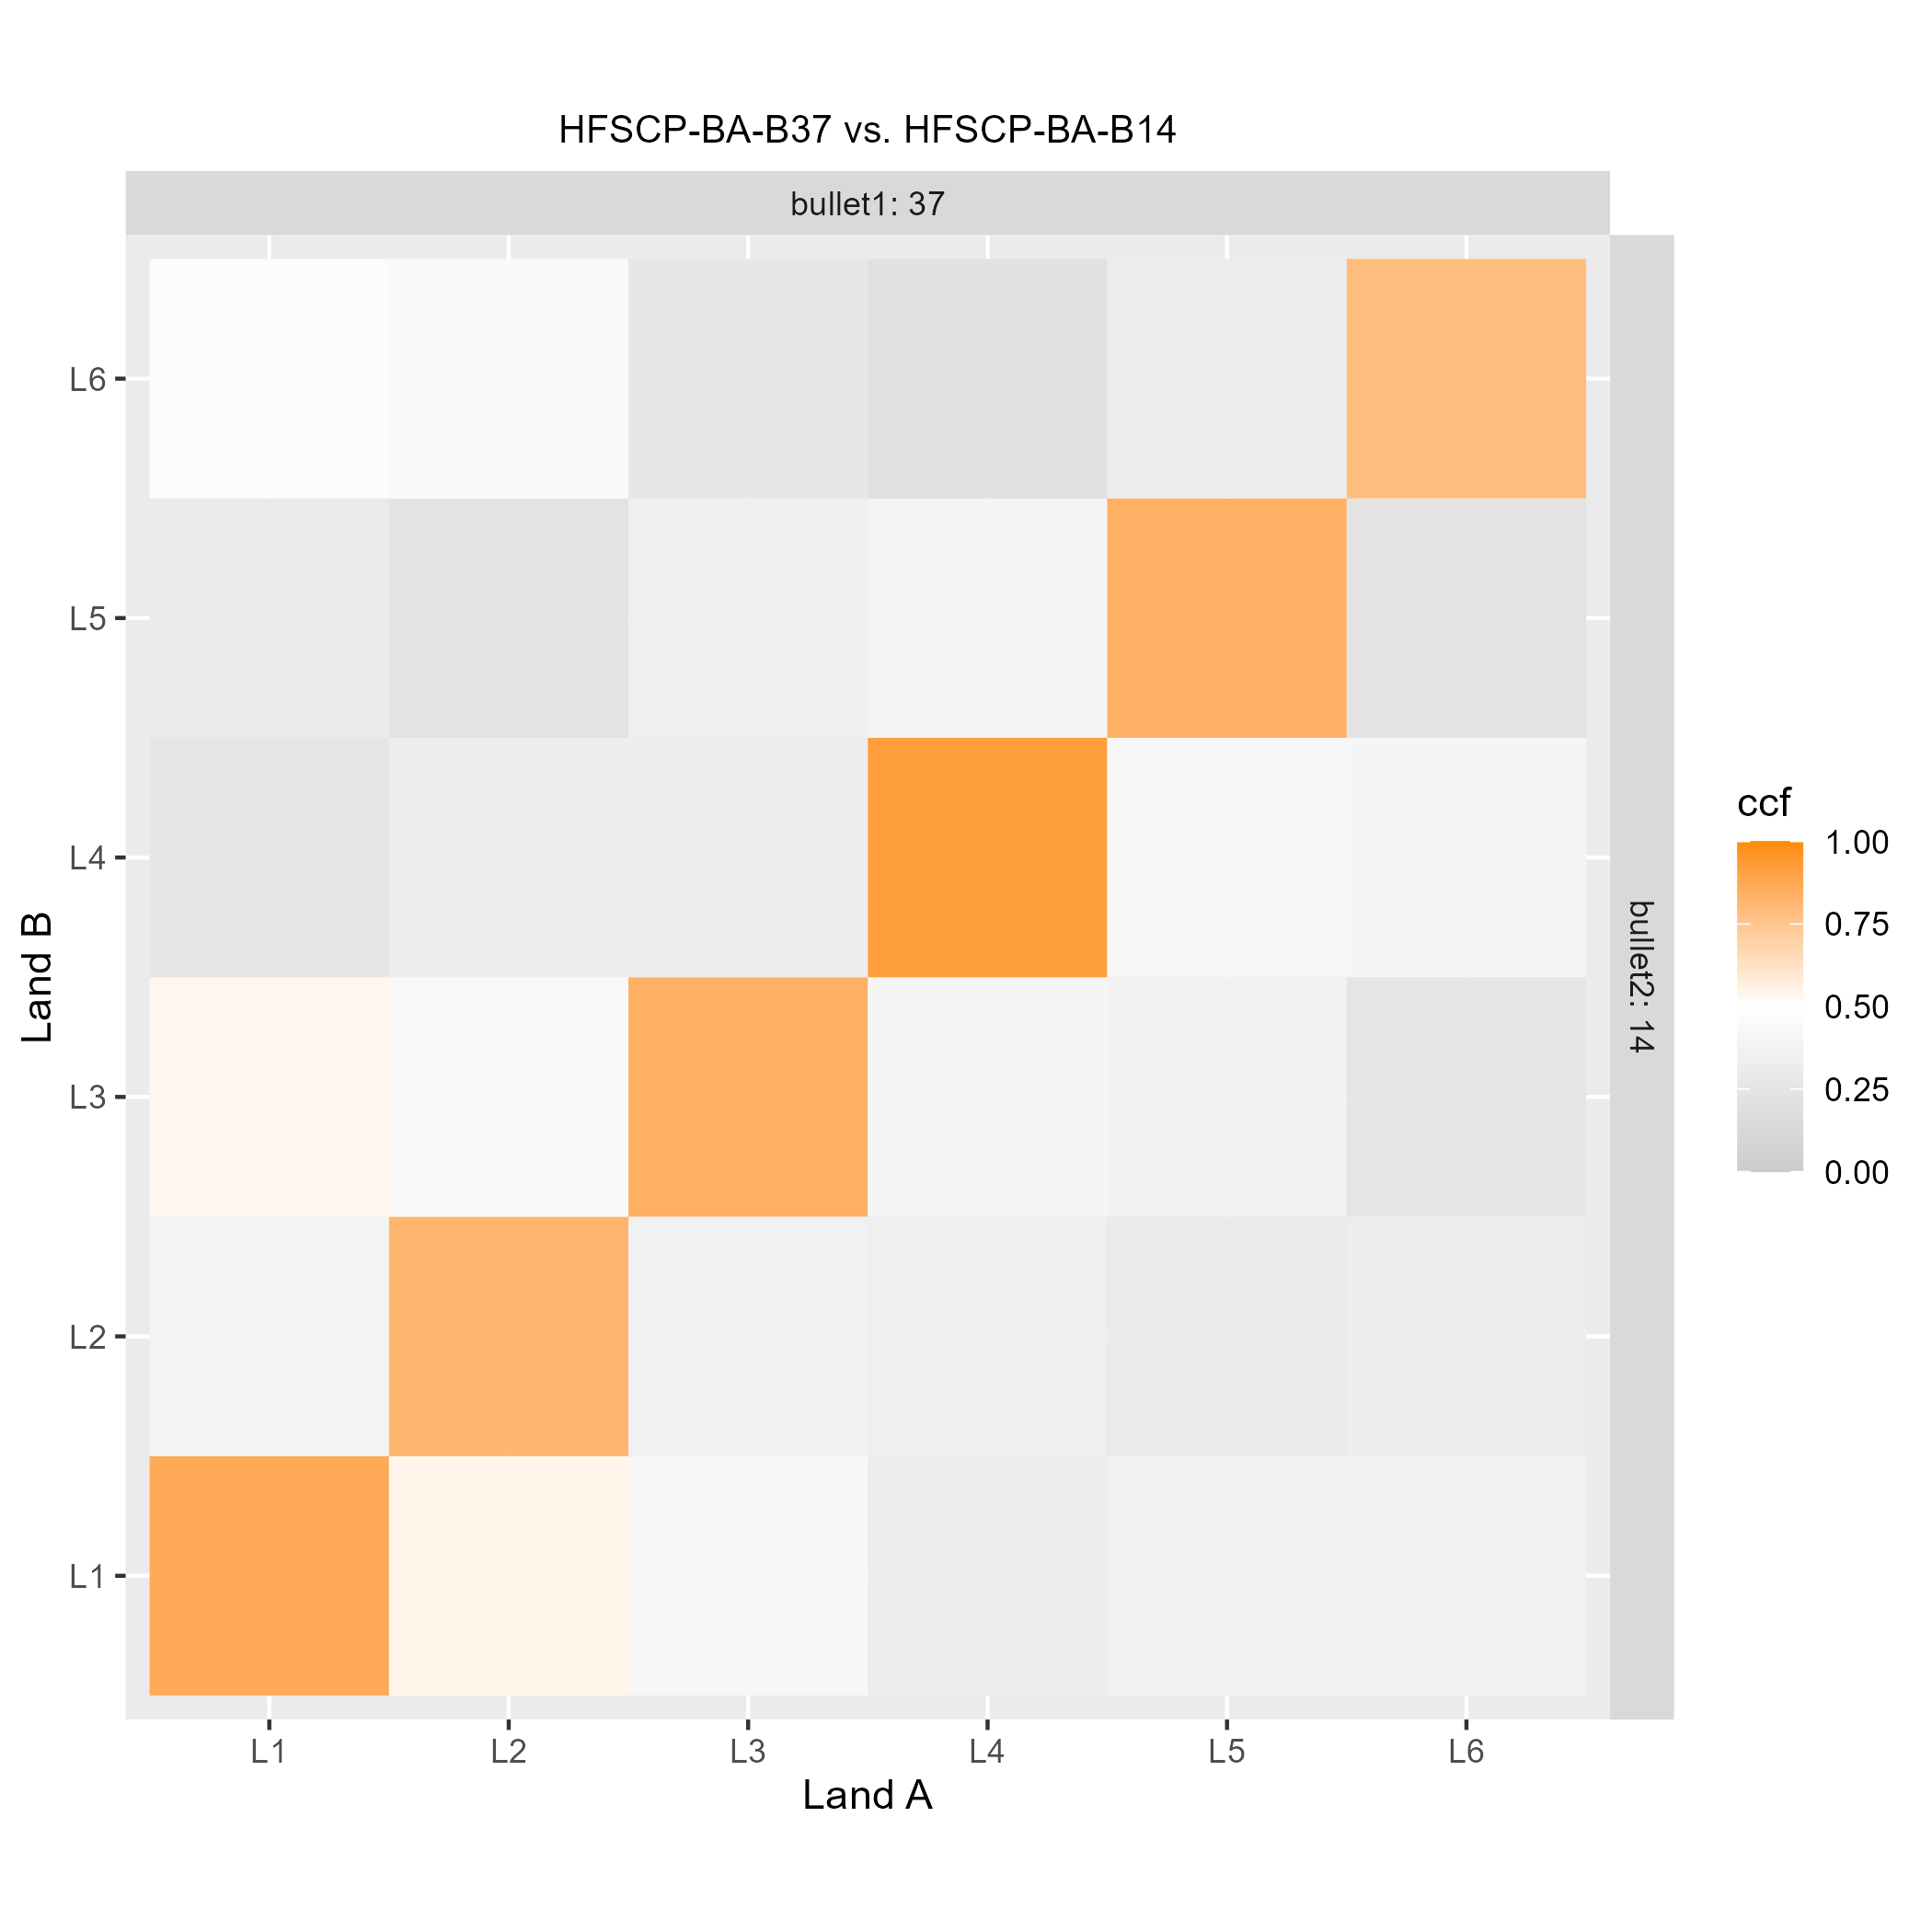 HFSCP-BA-B37 vs. HFSCP-BA-B14
bullet1: 37
L6
L5
L4
L3
L2
L1
Land B
bullet2: 14
ccf
1.00
0.75
0.50
0.25
0.00
L1
L2
L3
L4
L5
L6
Land A